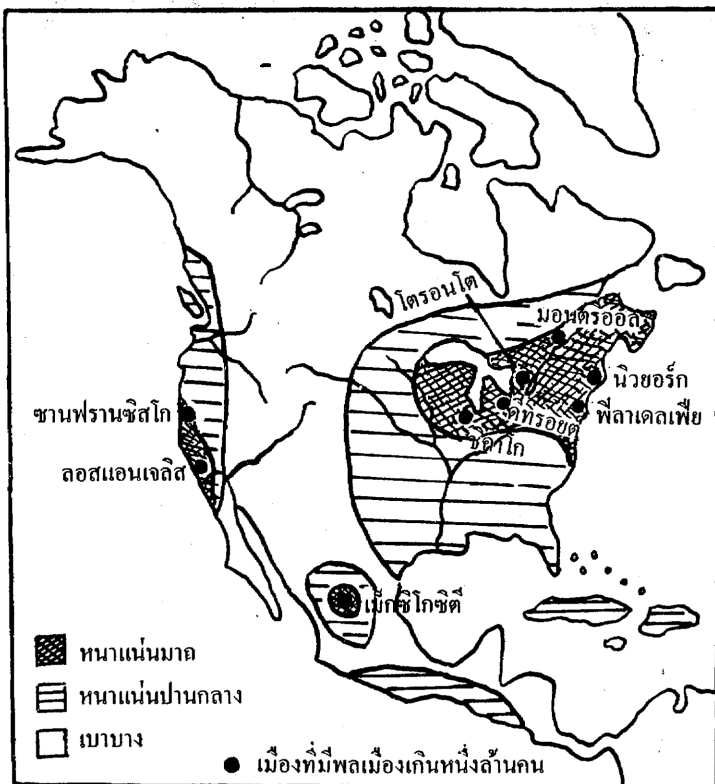 โตรอนโต
มอนตรออล
นิวยอร์ก
ซานฟรานซิสโก
ดีทรอยต์
พีลาเดลเฟีย
ชิคาโก
ลอสแอนเจลิส
เม็กซิโกซิตี
หนาแน่นมาก
หนาแน่นปานกลาง
เบาบาง
เมืองที่มีพลเมืองเกินหนึ่งล้านคน